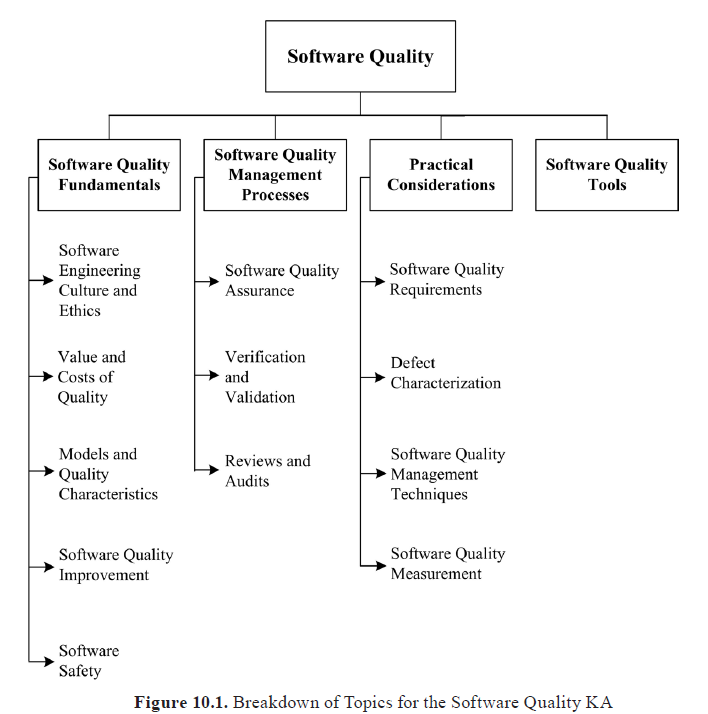 Software Quality
Software Quality
Fundamentals
Software
Engineering
Culture and
Ethics
Value and
Costs of
Quality
Models and
Quality
Characteristics
Software Quality
Improvement
Software
Safety
Software Quality
Management
Processes
Software Quality
Assurance
Verification
and
Validation
Reviews and
Audits
Practical
Considerations
Software Quality
Requirements
Defect
Characterization
Software Quality
Management
Techniques
Software Quality
Measurement
Software Quality
Tools
Figure 10.1. Breakdown of Topics for the Software Quality KA